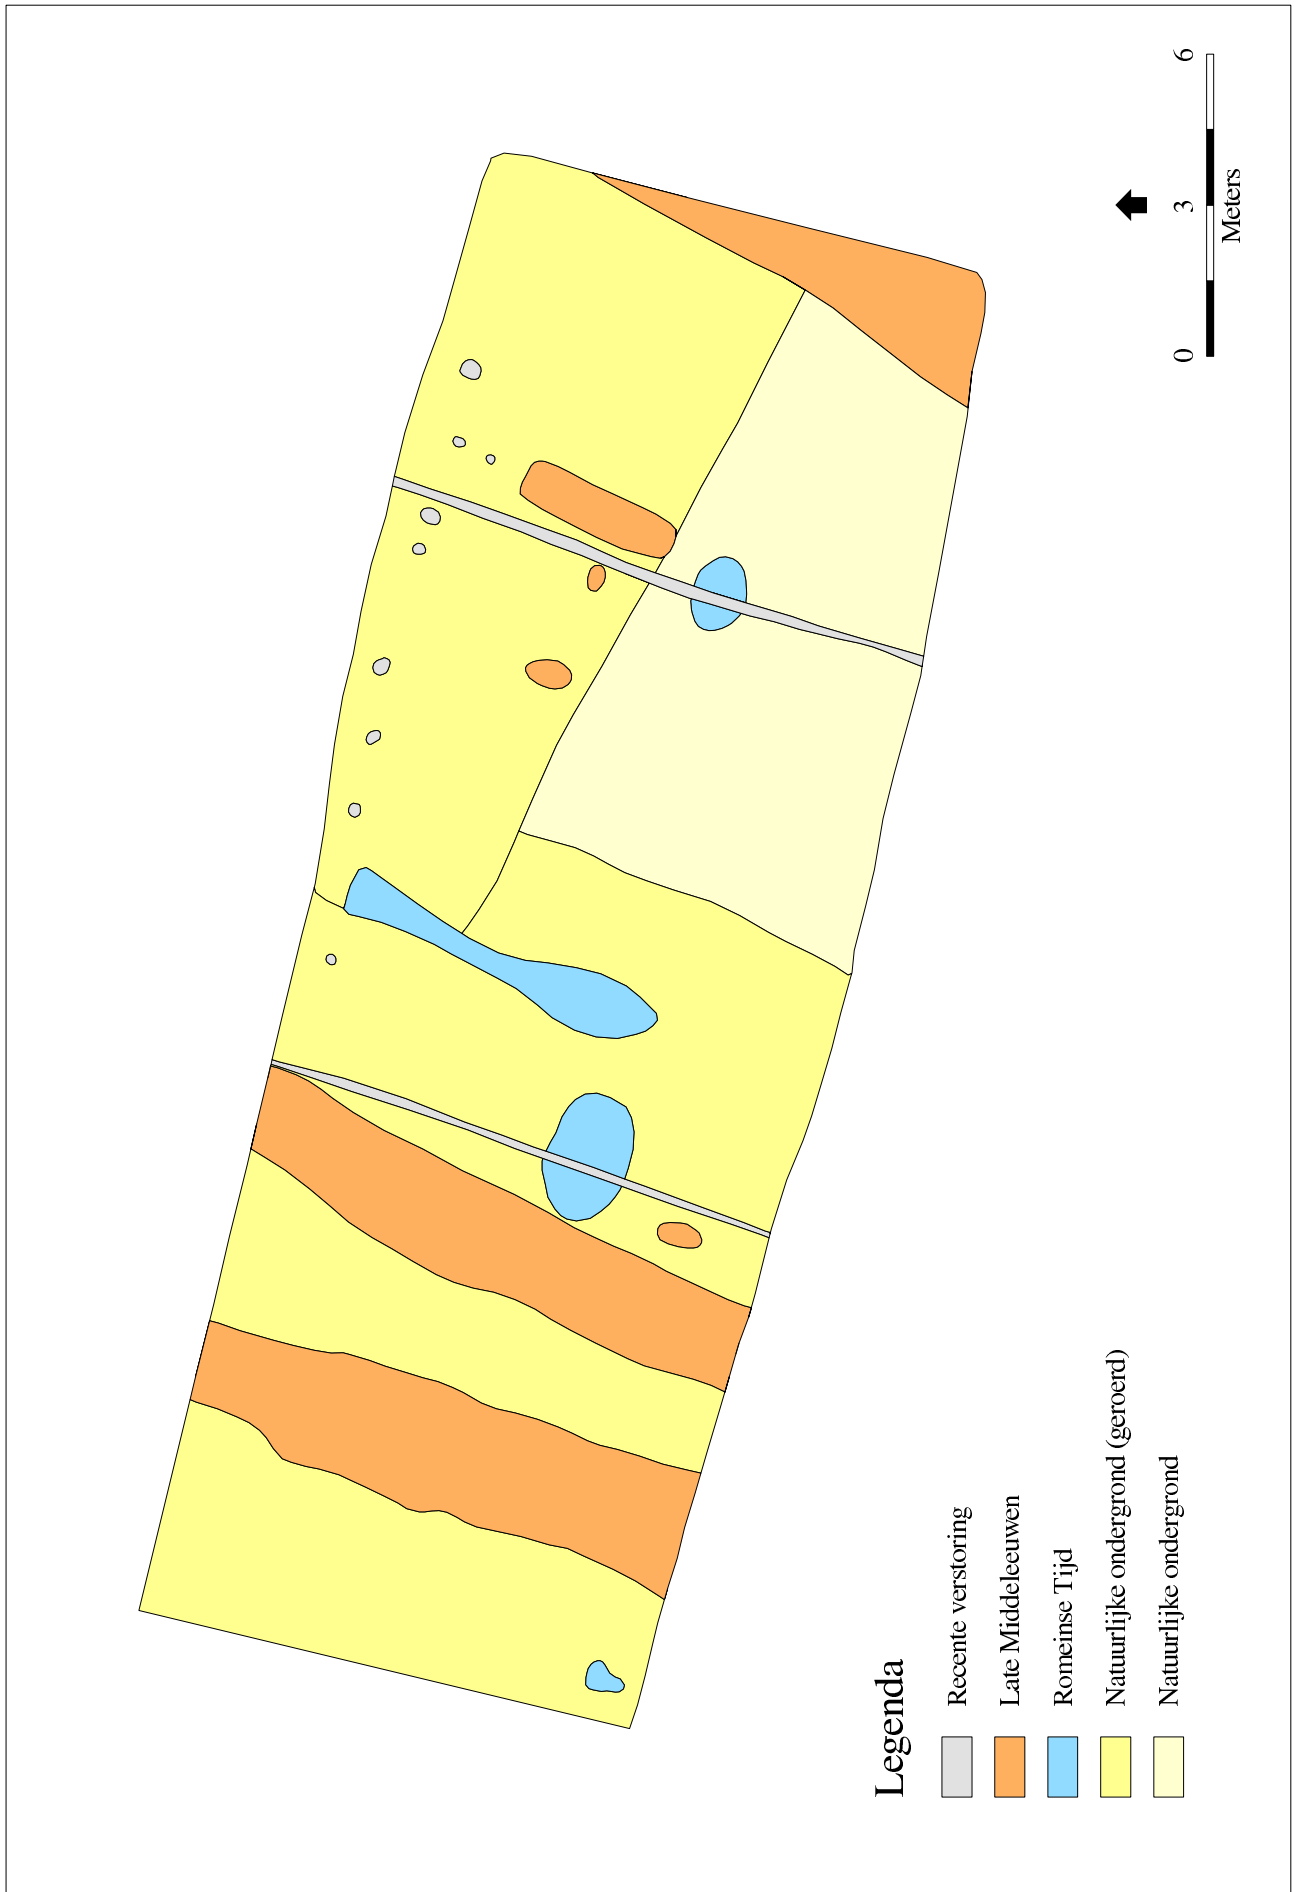 Legenda
Recente verstoring
Late Middeleeuwen
Romeinse Tijd
Natuurlijke ondergrond (geroerd)
Natuurlijke ondergrond
0 3 6
Meters